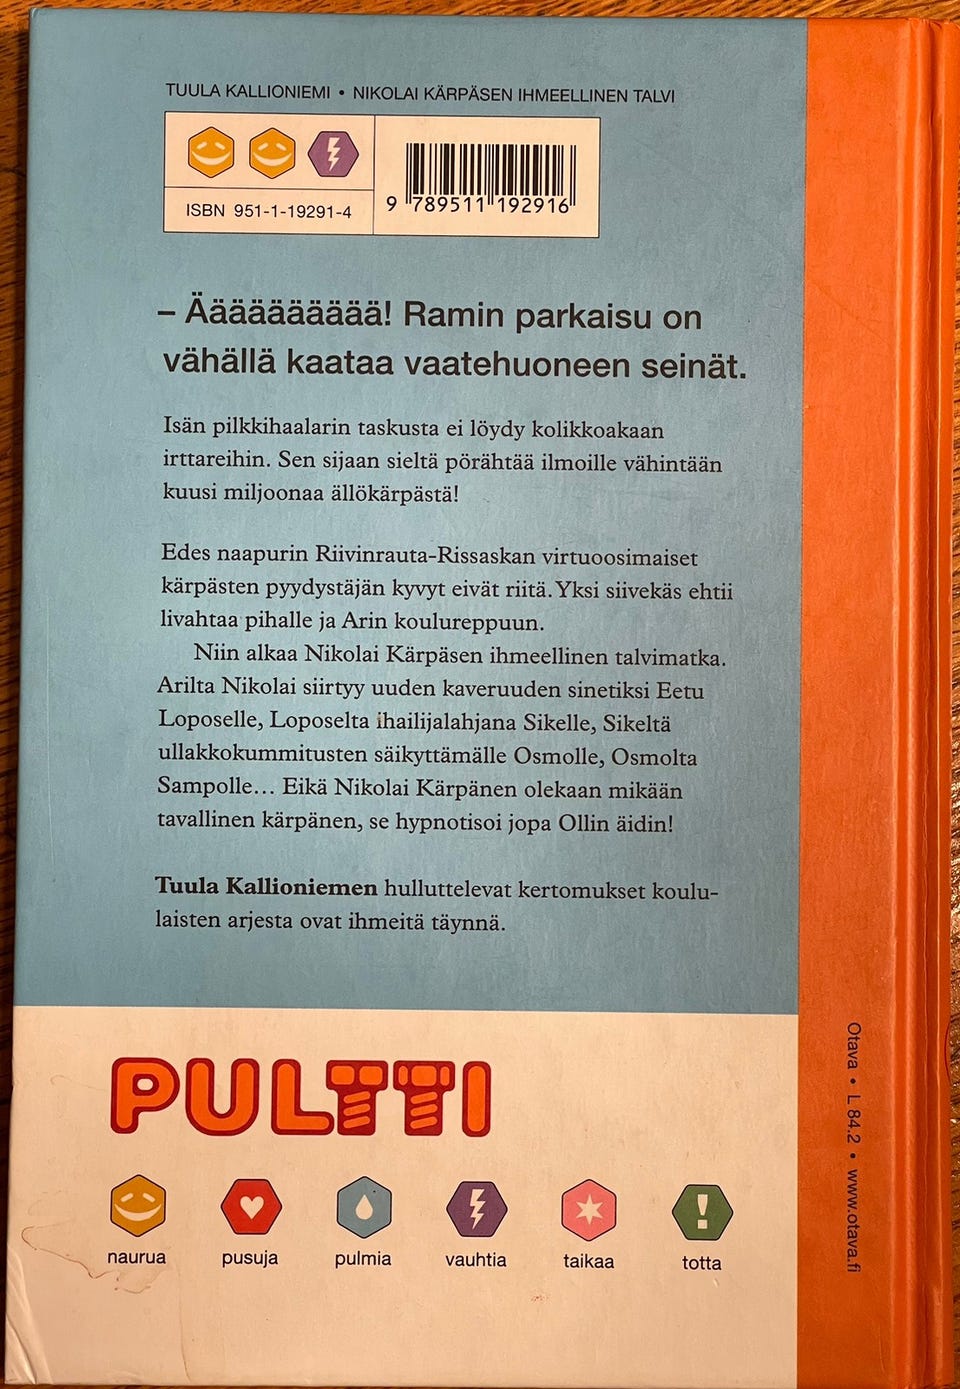 TUULA KALLIONIEMI • NIKOLAI KÄRPÄSEN IHMEELLINEN TALVI
ISBN 951-1-19291-4
9 789511 192916
– Äääääääääää! Ramin parkaisu on
vähällä kaataa vaatehuoneen seinät.
Isän pilkkihaalarin taskusta ei löydy kolikkoakaan
irttareihin. Sen sijaan sieltä pörähtää ilmoille vähintään
kuusi miljoonaa ällökärpästä!
Edes naapurin Riivinrauta-Rissaskan virtuoosimaiset
kärpästen pyydystäjän kyvyt eivät riitä. Yksi siivekäs ehtii
livahtaa pihalle ja Arin koulureppuun.
Niin alkaa Nikolai Kärpäsen ihmeellinen talvimatka.
Arilta Nikolai siirtyy uuden kaveruuden sinetiksi Eetu
Loposelle, Loposelta ihailijalahjana Sikelle, Sikeltä
ullakkokummitusten säikyttämälle Osmolle, Osmolta
Sampolle... Eikä Nikolai Kärpänen olekaan mikään
tavallinen kärpänen, se hypnotisoi jopa Ollin äidin!
Tuula Kallioniemen hulluttelevat kertomukset koulu-
laisten arjesta ovat ihmeitä täynnä.
PULTTI
naurua pusuja pulmia vauhtia taikaa totta
Otava • L 84.2 • www.otava.fi